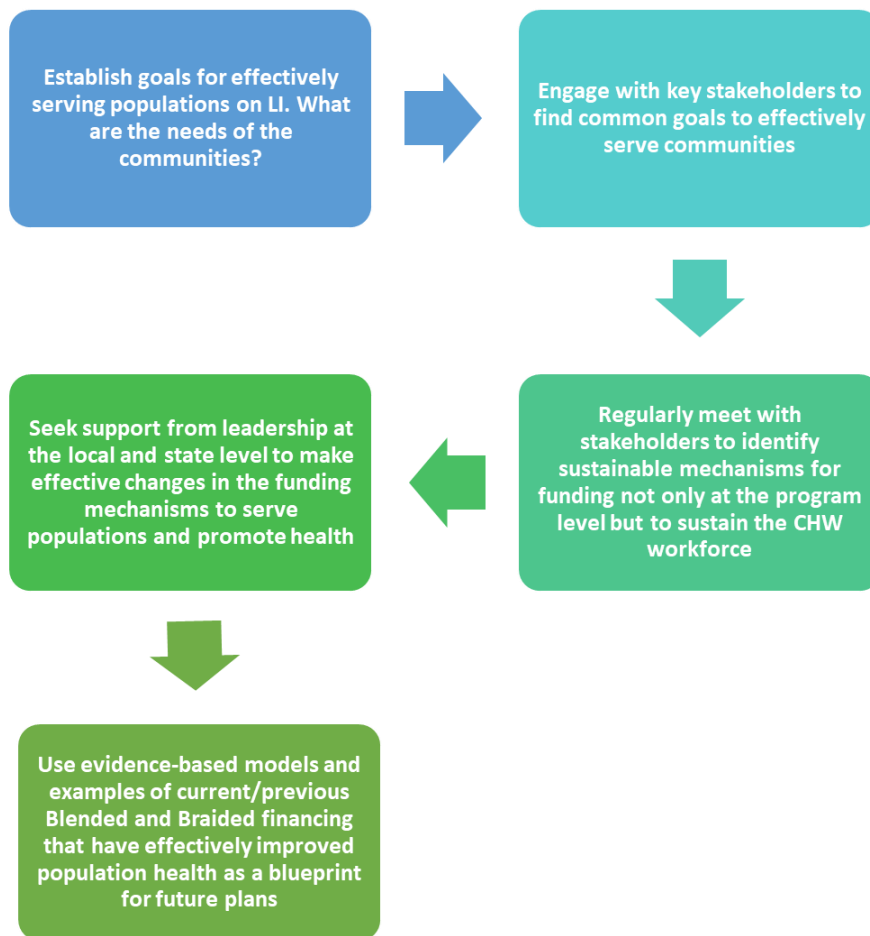 Establish goals for effectively
serving populations on LI. What
are the needs of the
communities?
Engage with key stakeholders to
find common goals to effectively
serve communities
Regularly meet with
stakeholders to identify
sustainable mechanisms for
funding not only at the program
level but to sustain the CHW
workforce
Seek support from leadership at
the local and state level to make
effective changes in the funding
mechanisms to serve
populations and promote health
Use evidence-based models and
examples of current/previous
Blended and Braided financing
that have effectively improved
population health as a blueprint
for future plans